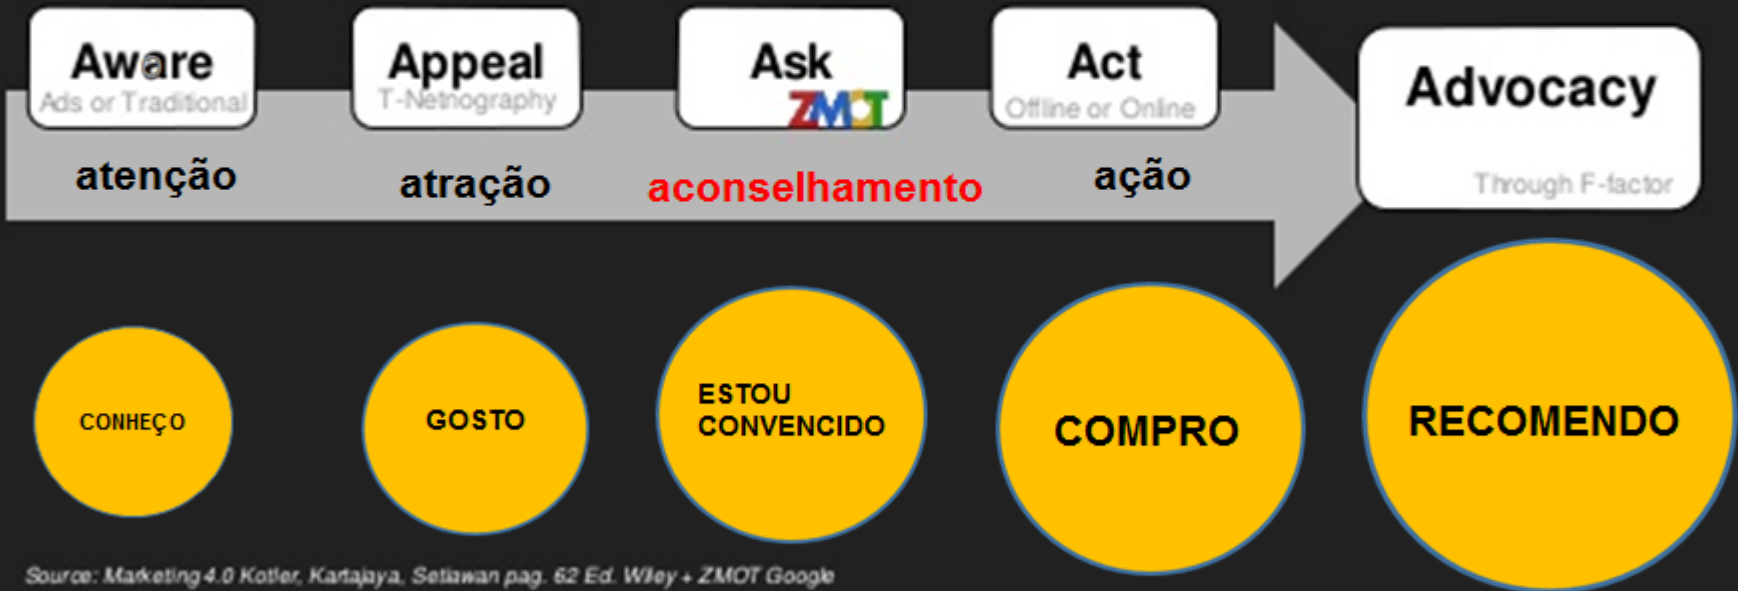 Aware
Ads or Traditional
Appeal
T-Netnography
Ask
ZMOT
Act
Offline or Online
Advocacy
Through F-factor
atenção
atração
aconselhamento
ação
CONHEÇO
GOSTO
ESTOU
CONVENCIDO
COMPRO
RECOMENDO
Source: Marketing 4.0 Kotler, Kartajaya, Setiawan pag. 62 Ed. Wiley + ZMOT Google